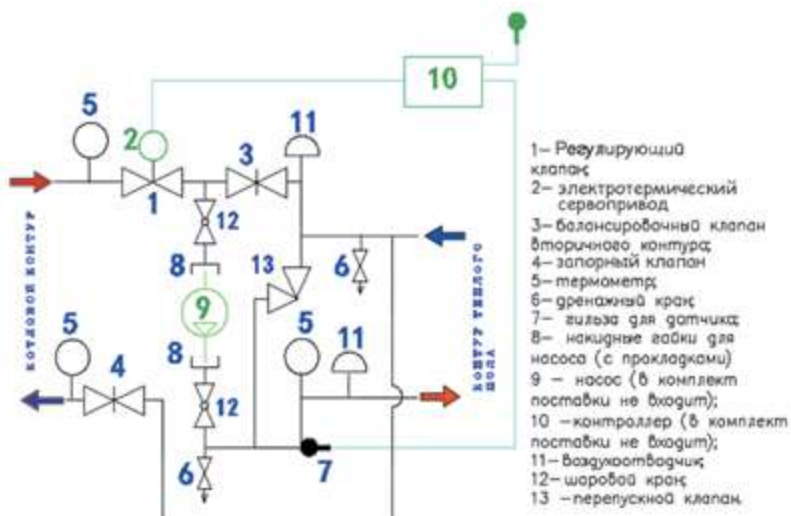 10
5
2
11
3
1
12
8
13
6
9
5
5
11
8
4
12
6
7
КОТЛОВОЙ КОНТУР
КОНТУР ТЕПЛОГО
ПОЛА
1– Регулирующий
клапан;
2– электротермический
сервопривод
3–балансировочный клапан
вторичного контура;
4–запорный клапан
5–термометр;
6–дренажный кран;
7– гильза для датчика;
8– накидные гайки для
насоса (с прокладками)
9 – насос (в комплект
поставки не входит);
10 –контроллер (в комплект
поставки не входит);
11–воздухоотводчик;
12–шаровой кран;
13 –перепускной клапан.